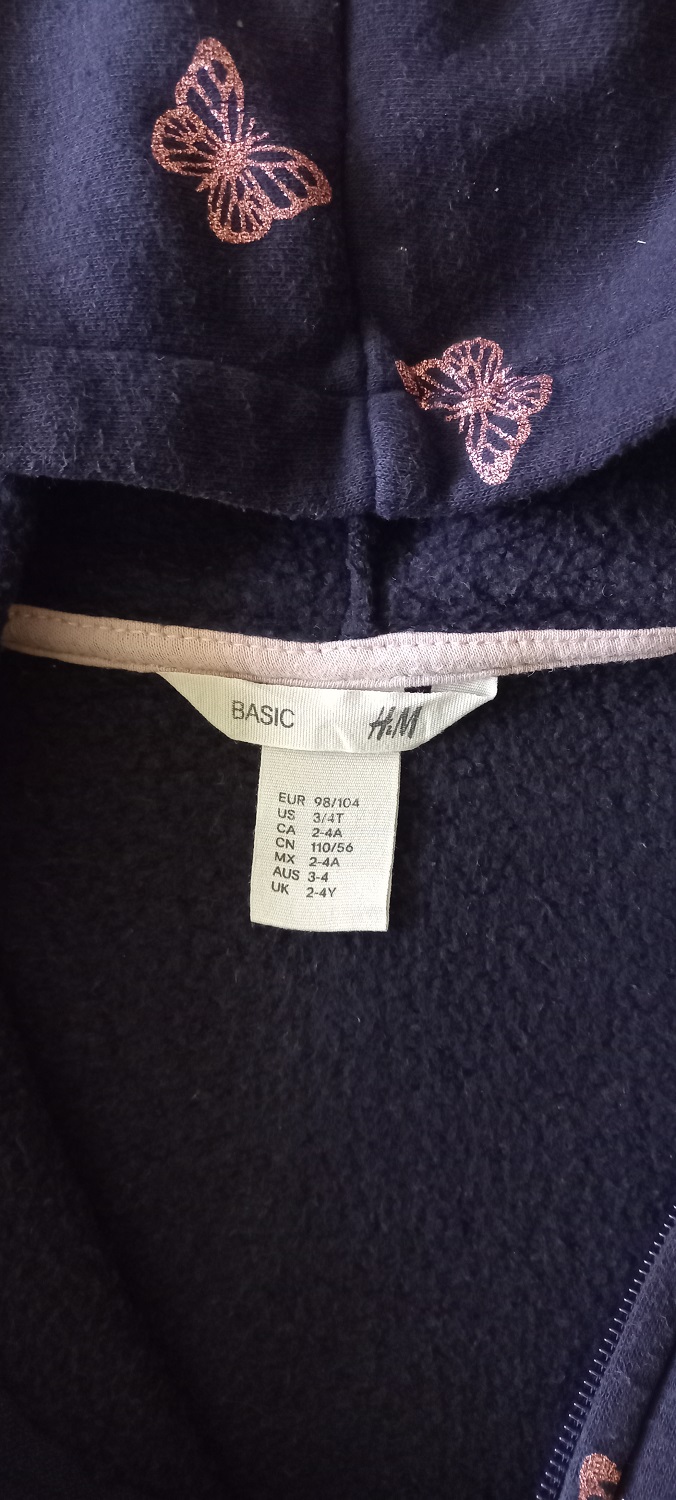 BASIC H&M
EUR 98/104
US 3/4T
CA 2-4A
CN 110/56
MX 2-4A
AUS 3-4
UK 2-4Y